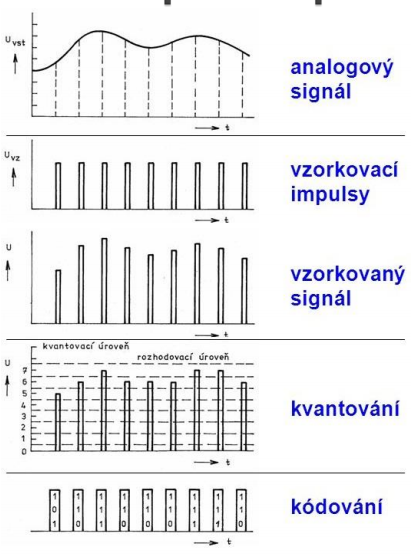 U vst
analogový
signál
t
U vz
vzorkovací
impulsy
t
U
vzorkovaný
signál
t
kvantovací úroveň
rozhodovací úroveň
U
7
6
5
4
3
2
1
0
kvantování
t
1 1 1 1 1 1 1 1 1
0 1 1 1 1 1 1 1 1
1 0 1 0 0 0 1 1 0
kódování
t